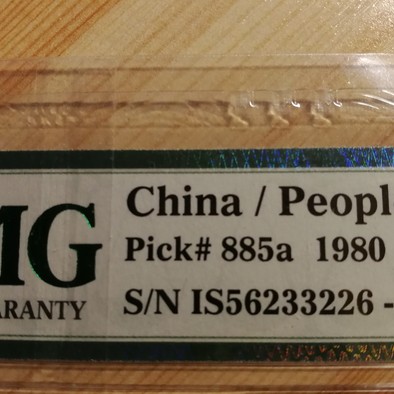 MG
ARANTY
China / Peopl
Pick# 885a 1980
S/N IS56233226 -